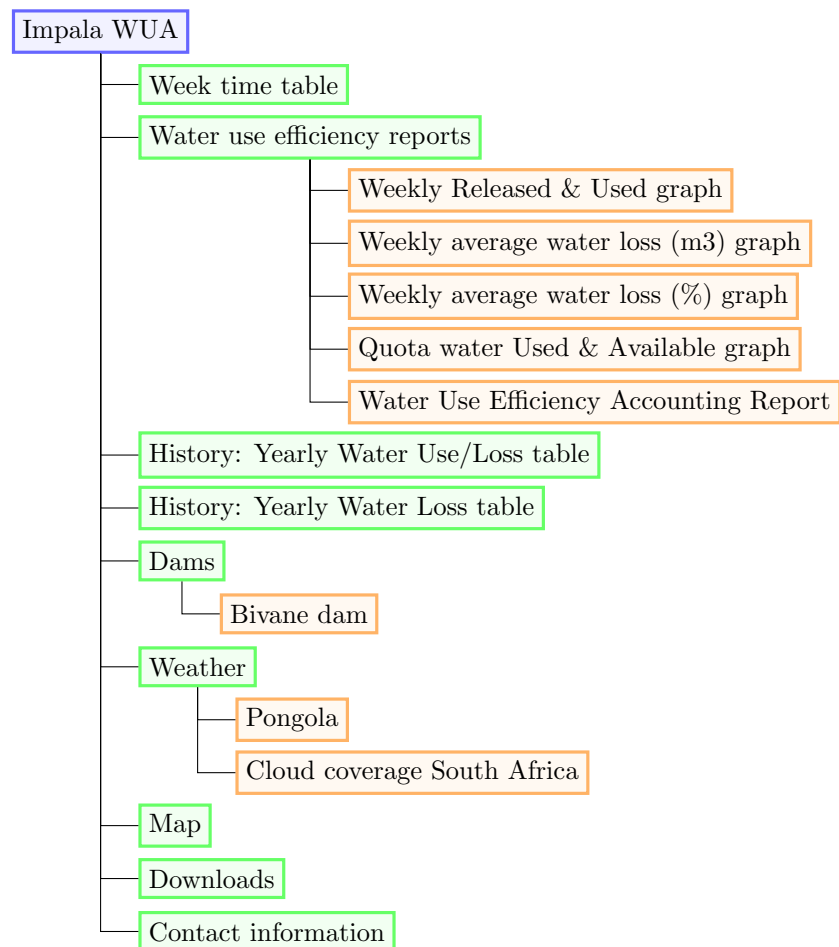 Impala WUA
Week time table
Water use efficiency reports
Weekly Released & Used graph
Weekly average water loss (m3) graph
Weekly average water loss (%) graph
Quota water Used & Available graph
Water Use Efficiency Accounting Report
History: Yearly Water Use/Loss table
History: Yearly Water Loss table
Dams
Bivane dam
Weather
Pongola
Cloud coverage South Africa
Map
Downloads
Contact information